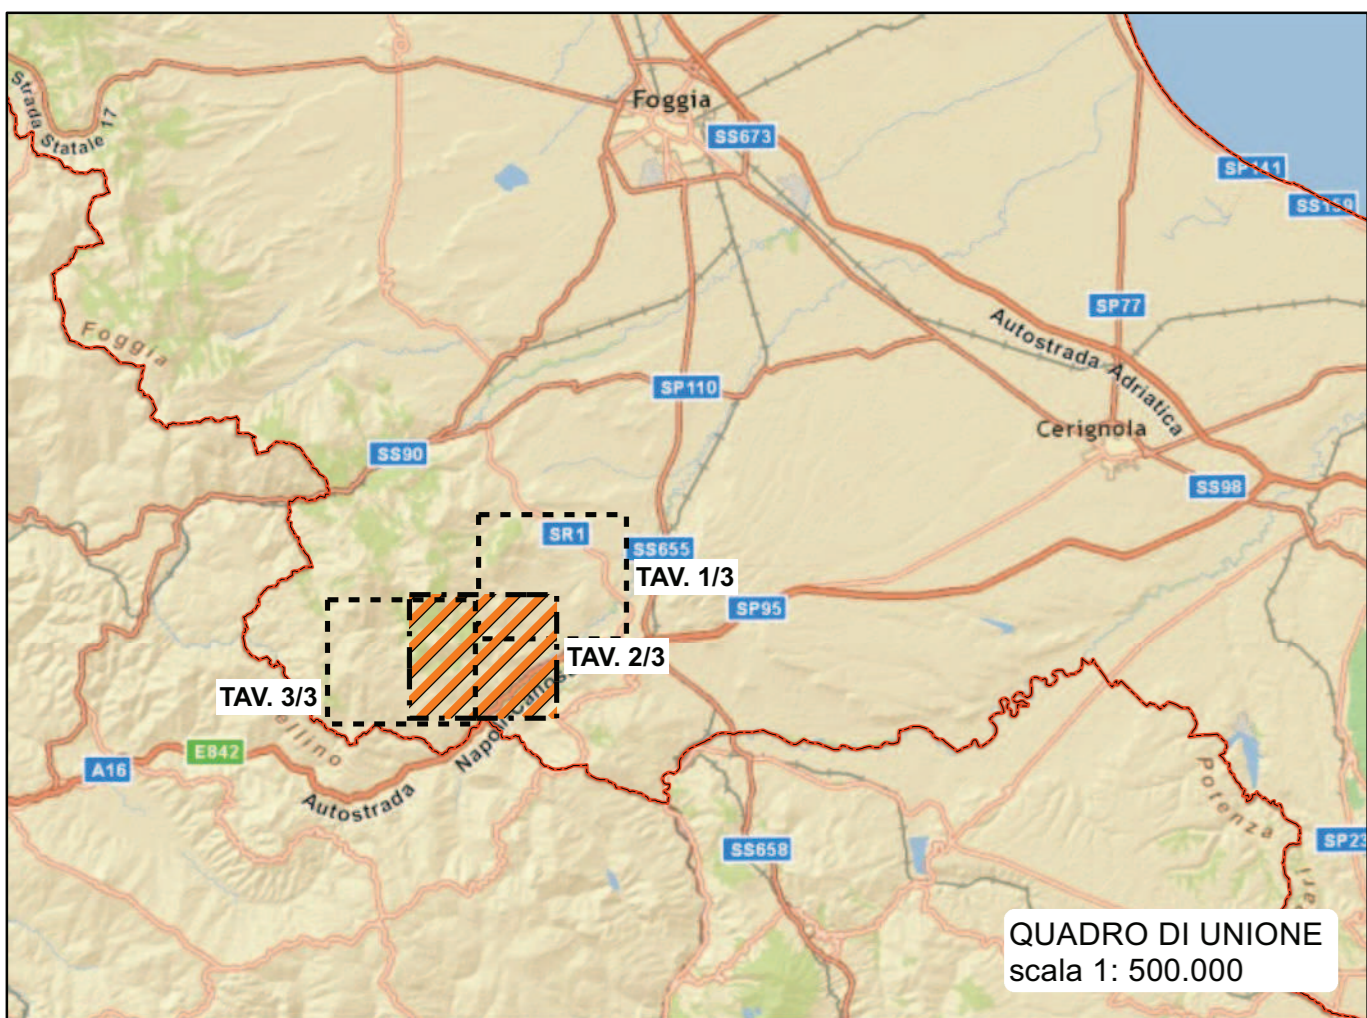 Strada
Statale 17
Foggia
SS673
SP141
SS159
Foggia
SP77
Autostrada Adriatica
SP110
Cerignola
SS90
SS98
SR1
SS655
TAV. 1/3
SP95
TAV. 2/3
TAV. 3/3
E842
A16
Autostrada
Potenza
SS658
SP23
QUADRO DI UNIONE
scala 1: 500.000